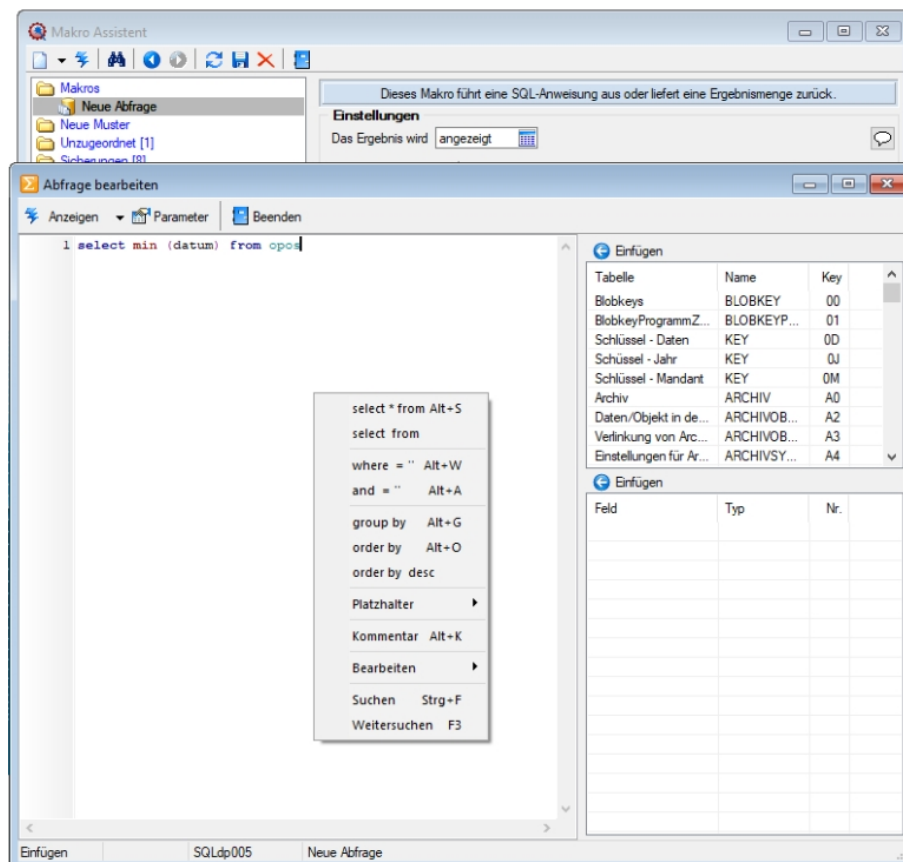 Makro Assistent
Makros
Neue Abfrage
Neue Muster
Unzugeordnet [1]
Sicherungen [8]
Dieses Makro führt eine SQL-Anweisung aus oder liefert eine Ergebnismenge zurück.
Einstellungen
Das Ergebnis wird angezeigt
Abfrage bearbeiten
Anzeigen Parameter Beenden
1 select min (datum) from opos
select * from Alt+S
select from
where = '' Alt+W
and = '' Alt+A
group by Alt+G
order by Alt+O
order by desc
Platzhalter
Kommentar Alt+K
Bearbeiten
Suchen Strg+F
Weitersuchen F3
Einfügen
Tabelle Name Key
Blobkeys BLOBKEY 00
BlobkeyProgrammZ... BLOBKEYP... 01
Schlüssel - Daten KEY 0D
Schüssel - Jahr KEY 0J
Schlüssel - Mandant KEY 0M
Archiv ARCHIV A0
Daten/Objekt in de... ARCHIVOB... A2
Verlinkung von Arc... ARCHIVOB... A3
Einstellungen für Ar... ARCHIVSY... A4
Einfügen
Feld Typ Nr.
Einfügen SQLdp005 Neue Abfrage